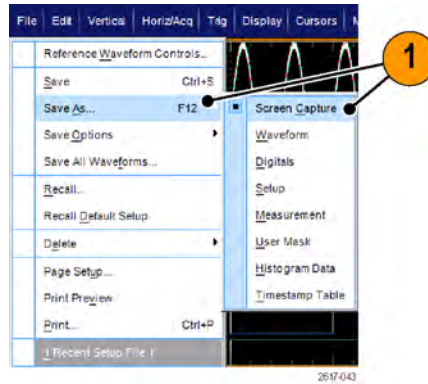 File Edit Vertical Horiz/Acq Trig Display Cursors
Reference Waveform Controls...
Save Ctrl+S
Save As... F12
Save Options
Save All Waveforms...
Recall...
Recall Default Setup
Delete
Page Setup...
Print Preview
Print... Ctrl+P
1 Recent Setup File 1
Screen Capture
Waveform
Digitals
Setup
Measurement
User Mask
Histogram Data
Timestamp Table
1
2617-043